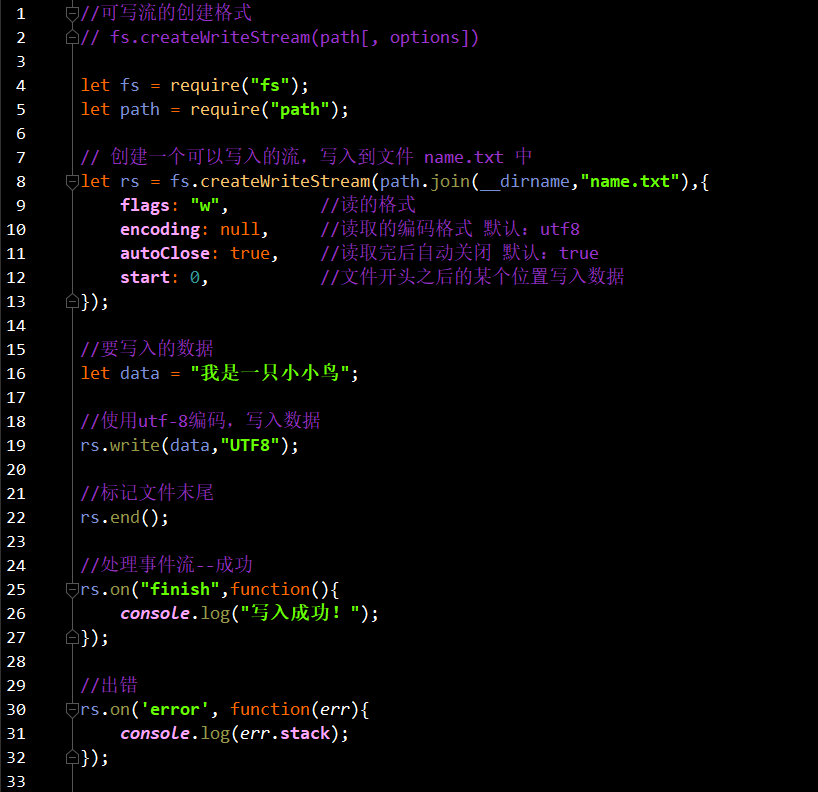 1 //可写流的创建格式
2 // fs.createWriteStream(path[, options])
3
4 let fs = require("fs");
5 let path = require("path");
6
7 // 创建一个可以写入的流，写入到文件 name.txt 中
8 let rs = fs.createWriteStream(path.join(__dirname,"name.txt"),{
9     flags: "w",         //读的格式
10     encoding: null,     //读取的编码格式 默认：utf8
11     autoClose: true,    //读取完后自动关闭 默认：true
12     start: 0,           //文件开头之后的某个位置写入数据
13 });
14
15 //要写入的数据
16 let data = "我是一只小小鸟";
17
18 //使用utf-8编码，写入数据
19 rs.write(data,"UTF8");
20
21 //标记文件末尾
22 rs.end();
23
24 //处理事件流--成功
25 rs.on("finish",function(){
26     console.log("写入成功！");
27 });
28
29 //出错
30 rs.on('error', function(err){
31     console.log(err.stack);
32 });
33